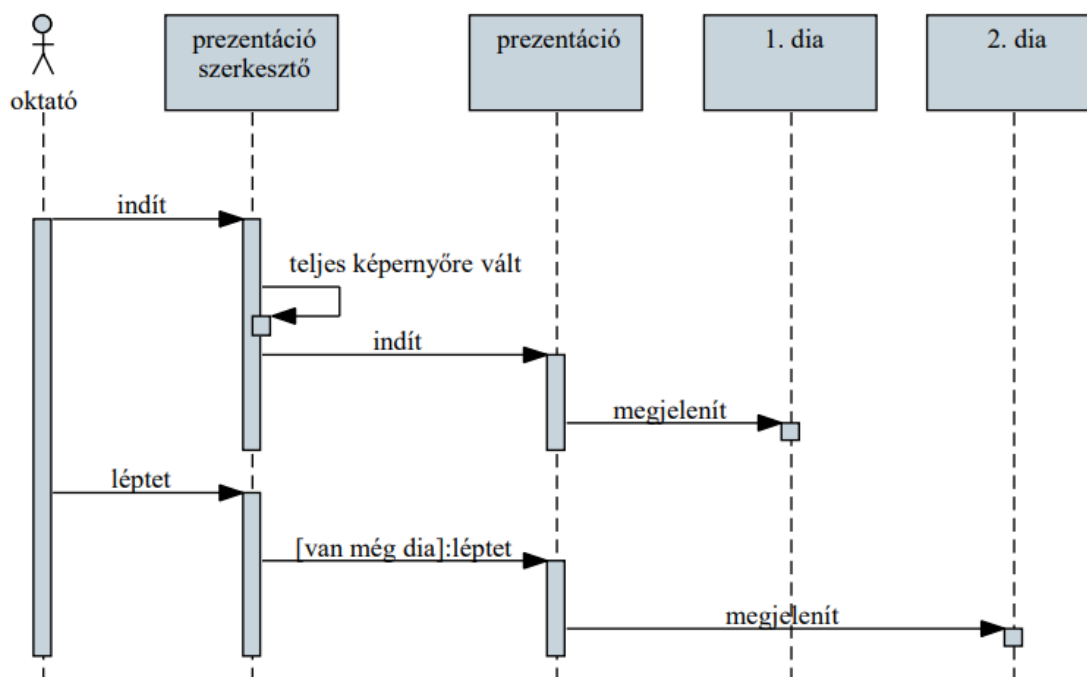 oktató
prezentáció
szerkesztő
prezentáció
1. dia
2. dia
indít
teljes képernyőre vált
indít
megjelenít
léptet
[van még dia]:léptet
megjelenít